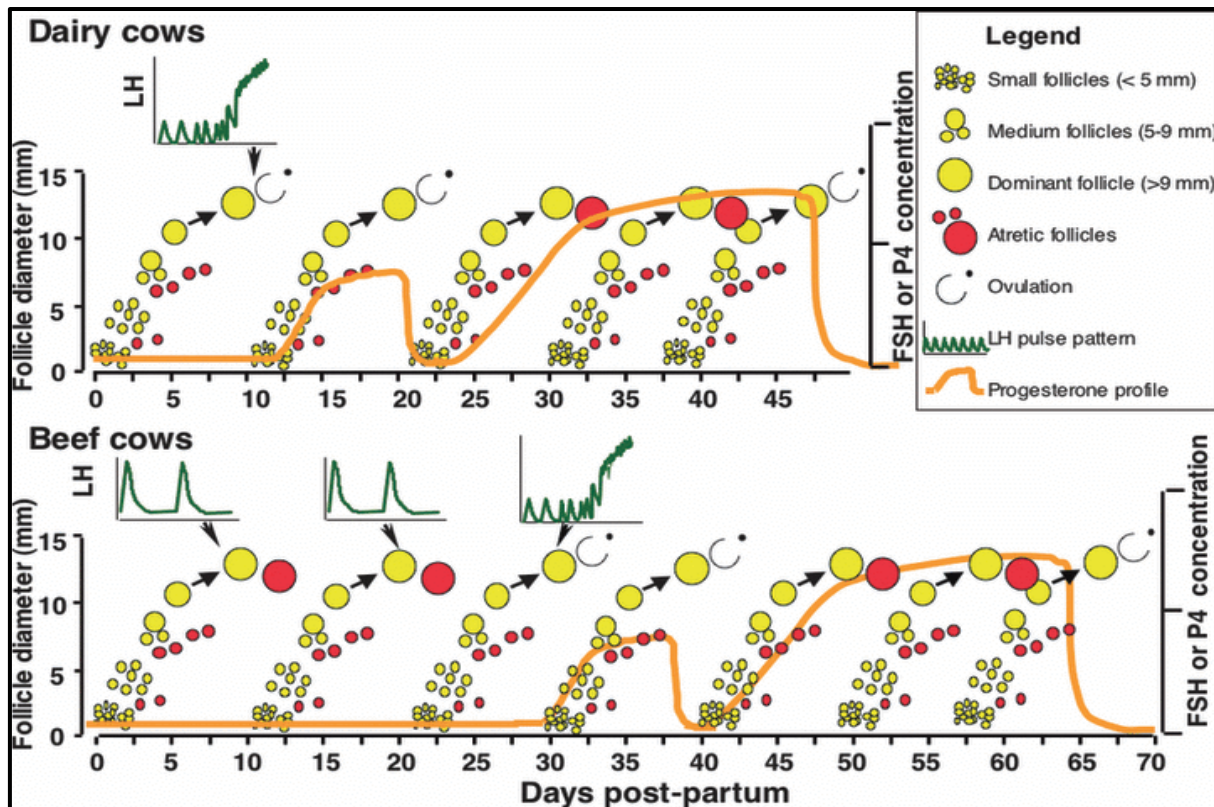 Dairy cows
LH
Follicle diameter (mm)
15
10
5
0
0 5 10 15 20 25 30 35 40 45
FSH or P4 concentration
Legend
Small follicles (< 5 mm)
Medium follicles (5-9 mm)
Dominant follicle (>9 mm)
Atretic follicles
Ovulation
LH pulse pattern
Progesterone profile
Beef cows
LH
Follicle diameter (mm)
15
10
5
0
0 5 10 15 20 25 30 35 40 45 50 55 60 65 70
FSH or P4 concentration
Days post-partum